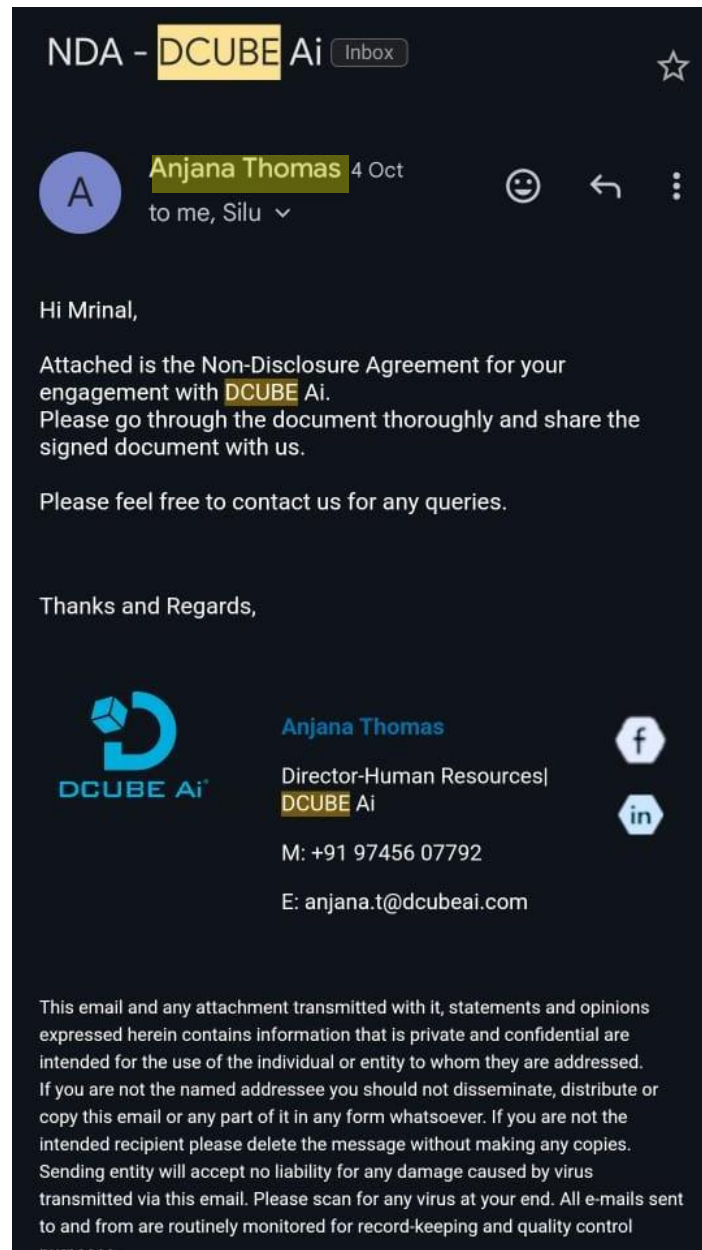 NDA - DCUBE Ai Inbox
A
Anjana Thomas 4 Oct
to me, Silu
Hi Mrinal,
Attached is the Non-Disclosure Agreement for your
engagement with DCUBE Ai.
Please go through the document thoroughly and share the
signed document with us.
Please feel free to contact us for any queries.
Thanks and Regards,
DCUBE Ai
Anjana Thomas
Director-Human Resources|
DCUBE Ai
M: +91 97456 07792
E: anjana.t@dcubeai.com
f
in
This email and any attachment transmitted with it, statements and opinions
expressed herein contains information that is private and confidential are
intended for the use of the individual or entity to whom they are addressed.
If you are not the named addressee you should not disseminate, distribute or
copy this email or any part of it in any form whatsoever. If you are not the
intended recipient please delete the message without making any copies.
Sending entity will accept no liability for any damage caused by virus
transmitted via this email. Please scan for any virus at your end. All e-mails sent
to and from are routinely monitored for record-keeping and quality control